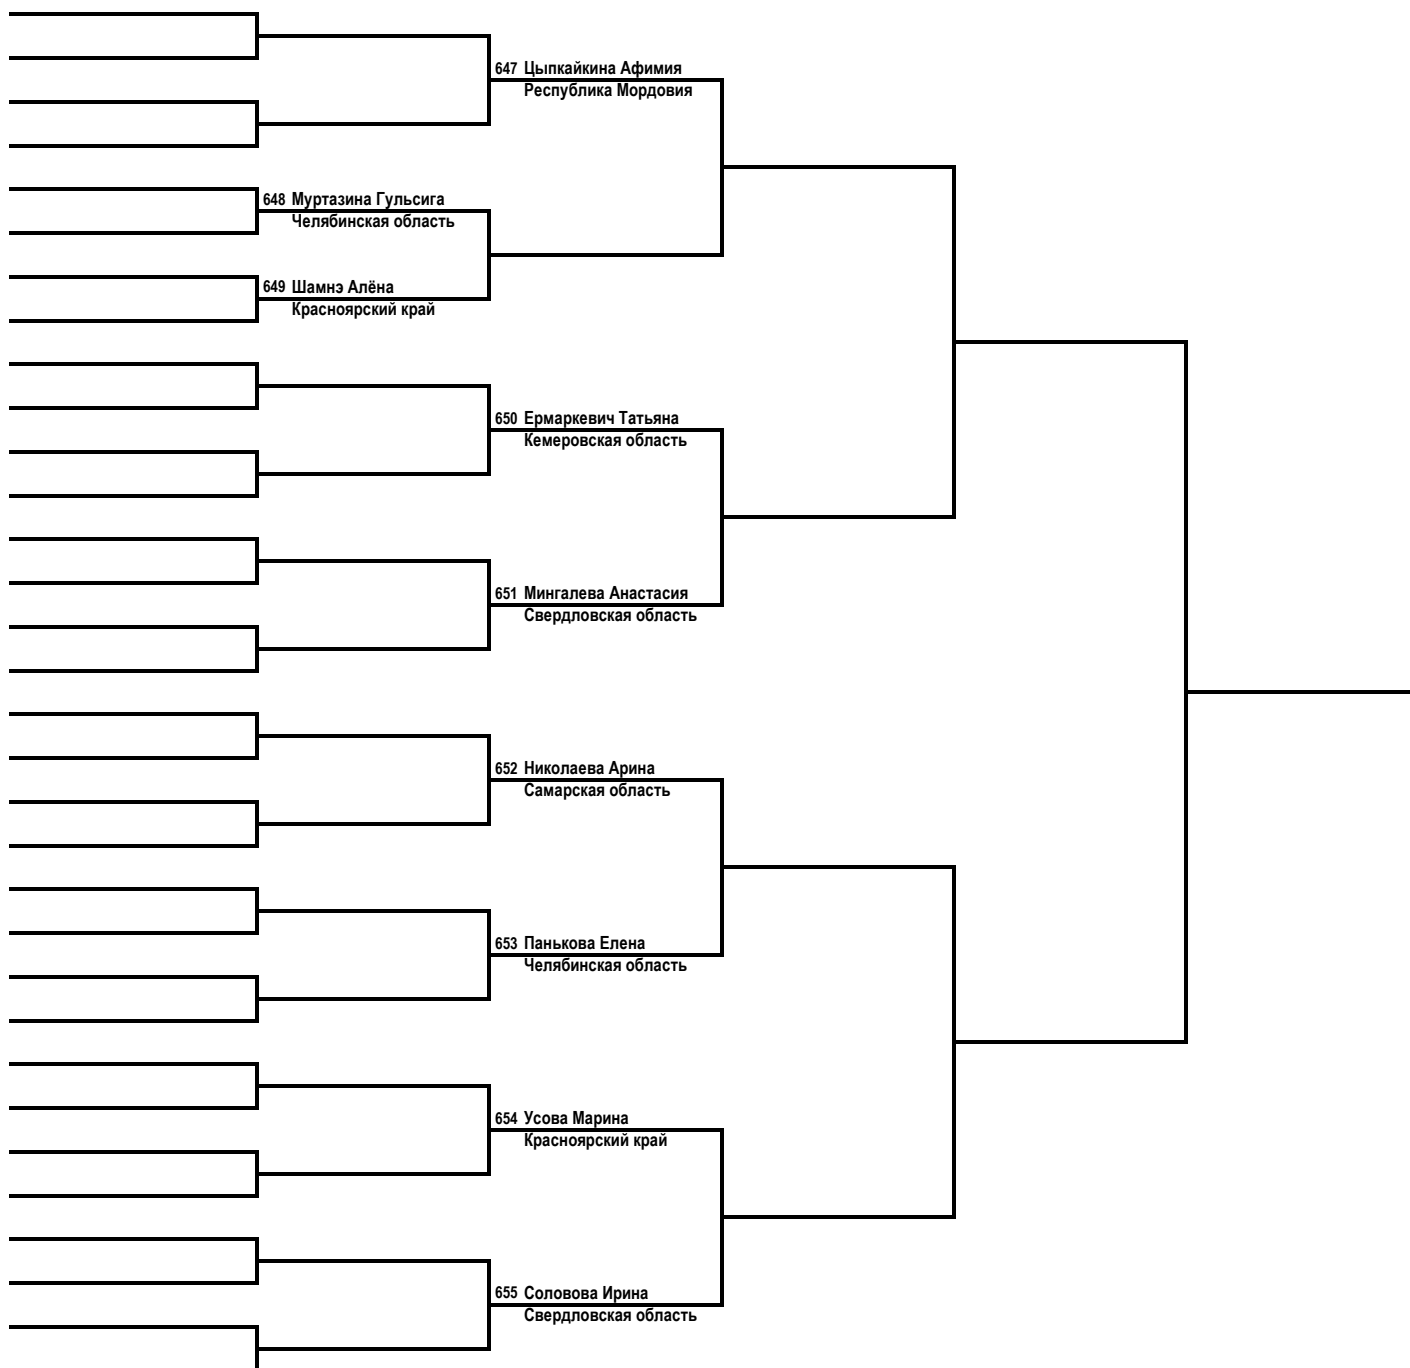 647 Цыпкайкина Афимия
Республика Мордовия
648 Муртазина Гульсига
Челябинская область
649 Шамнэ Алёна
Красноярский край
650 Ермаркевич Татьяна
Кемеровская область
651 Мингалева Анастасия
Свердловская область
652 Николаева Арина
Самарская область
653 Панькова Елена
Челябинская область
654 Усова Марина
Красноярский край
655 Соловова Ирина
Свердловская область